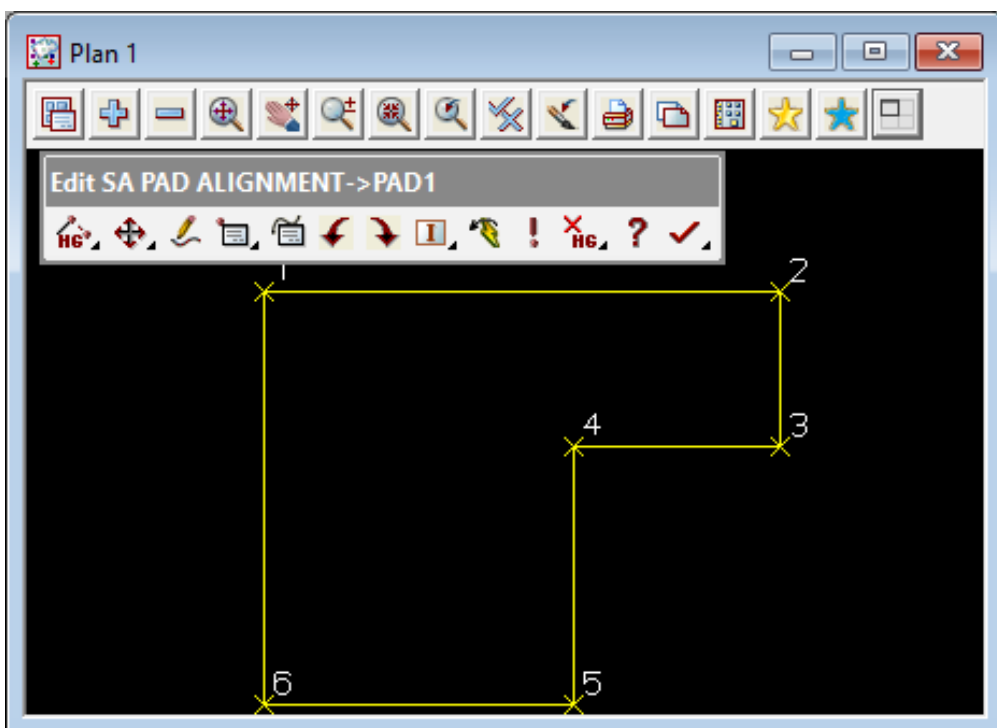 Plan 1
Edit SA PAD ALIGNMENT->PAD1
HG I ! HG ?
1 2
4 3
6 5